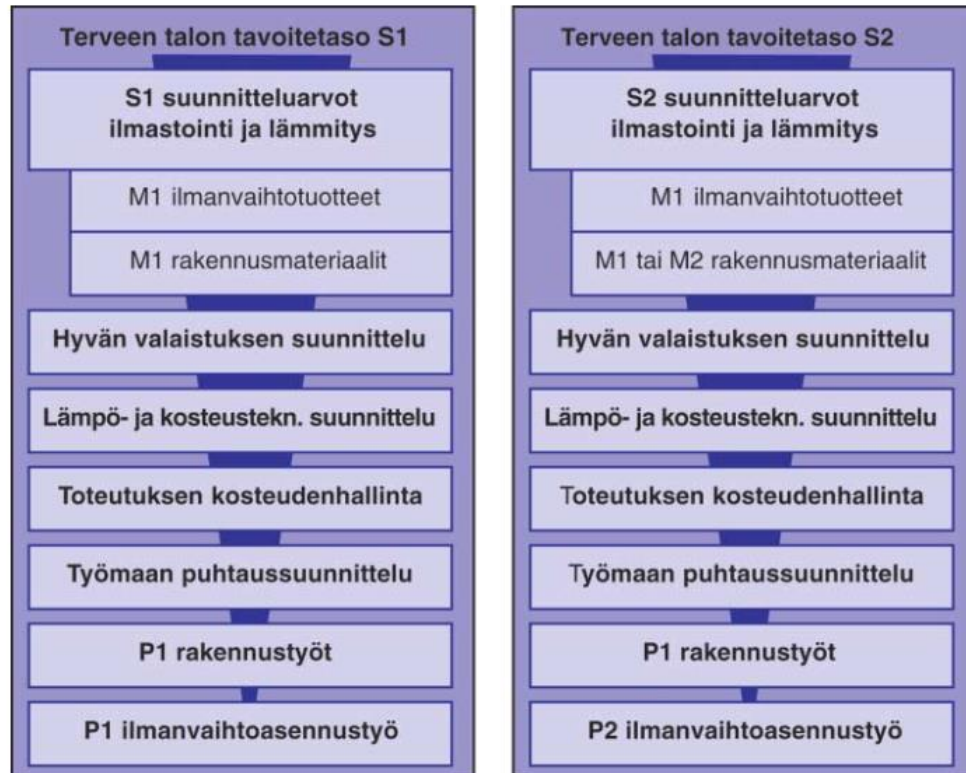 Terveen talon tavoitetaso S1
S1 suunnitteluarvot
ilmastointi ja lämmitys
M1 ilmanvaihtotuotteet
M1 rakennusmateriaalit
Hyvän valaistuksen suunnittelu
Lämpö- ja kosteustekn. suunnittelu
Toteutuksen kosteudenhallinta
Työmaan puhtaussuunnittelu
P1 rakennustyöt
P1 ilmanvaihtoasennustyö
Terveen talon tavoitetaso S2
S2 suunnitteluarvot
ilmastointi ja lämmitys
M1 ilmanvaihtotuotteet
M1 tai M2 rakennusmateriaalit
Hyvän valaistuksen suunnittelu
Lämpö- ja kosteustekn. suunnittelu
Toteutuksen kosteudenhallinta
Työmaan puhtaussuunnittelu
P1 rakennustyöt
P2 ilmanvaihtoasennustyö